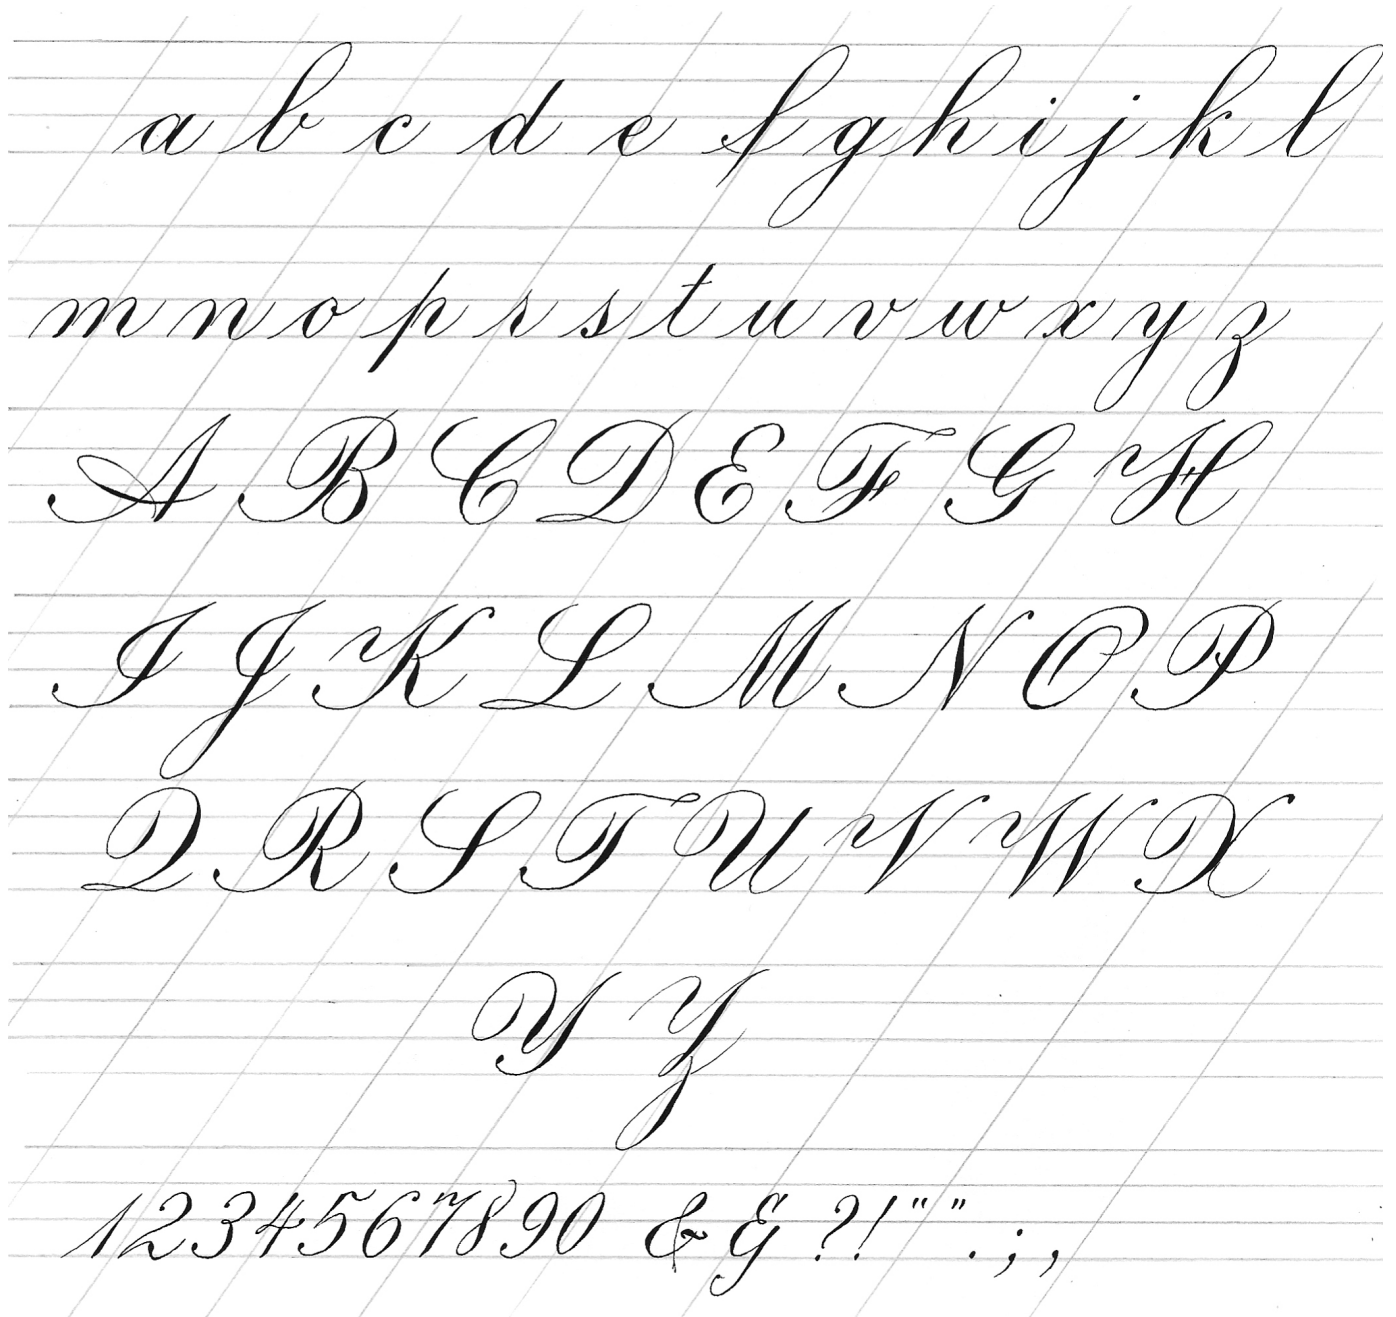 a b c d e f g h i j k l
m n o p r s t u v w x y z
A B C D E F G H
I J K L M N O P
Q R S T U V W X
Y Z
1234567890 & & ?! " " . ; ,